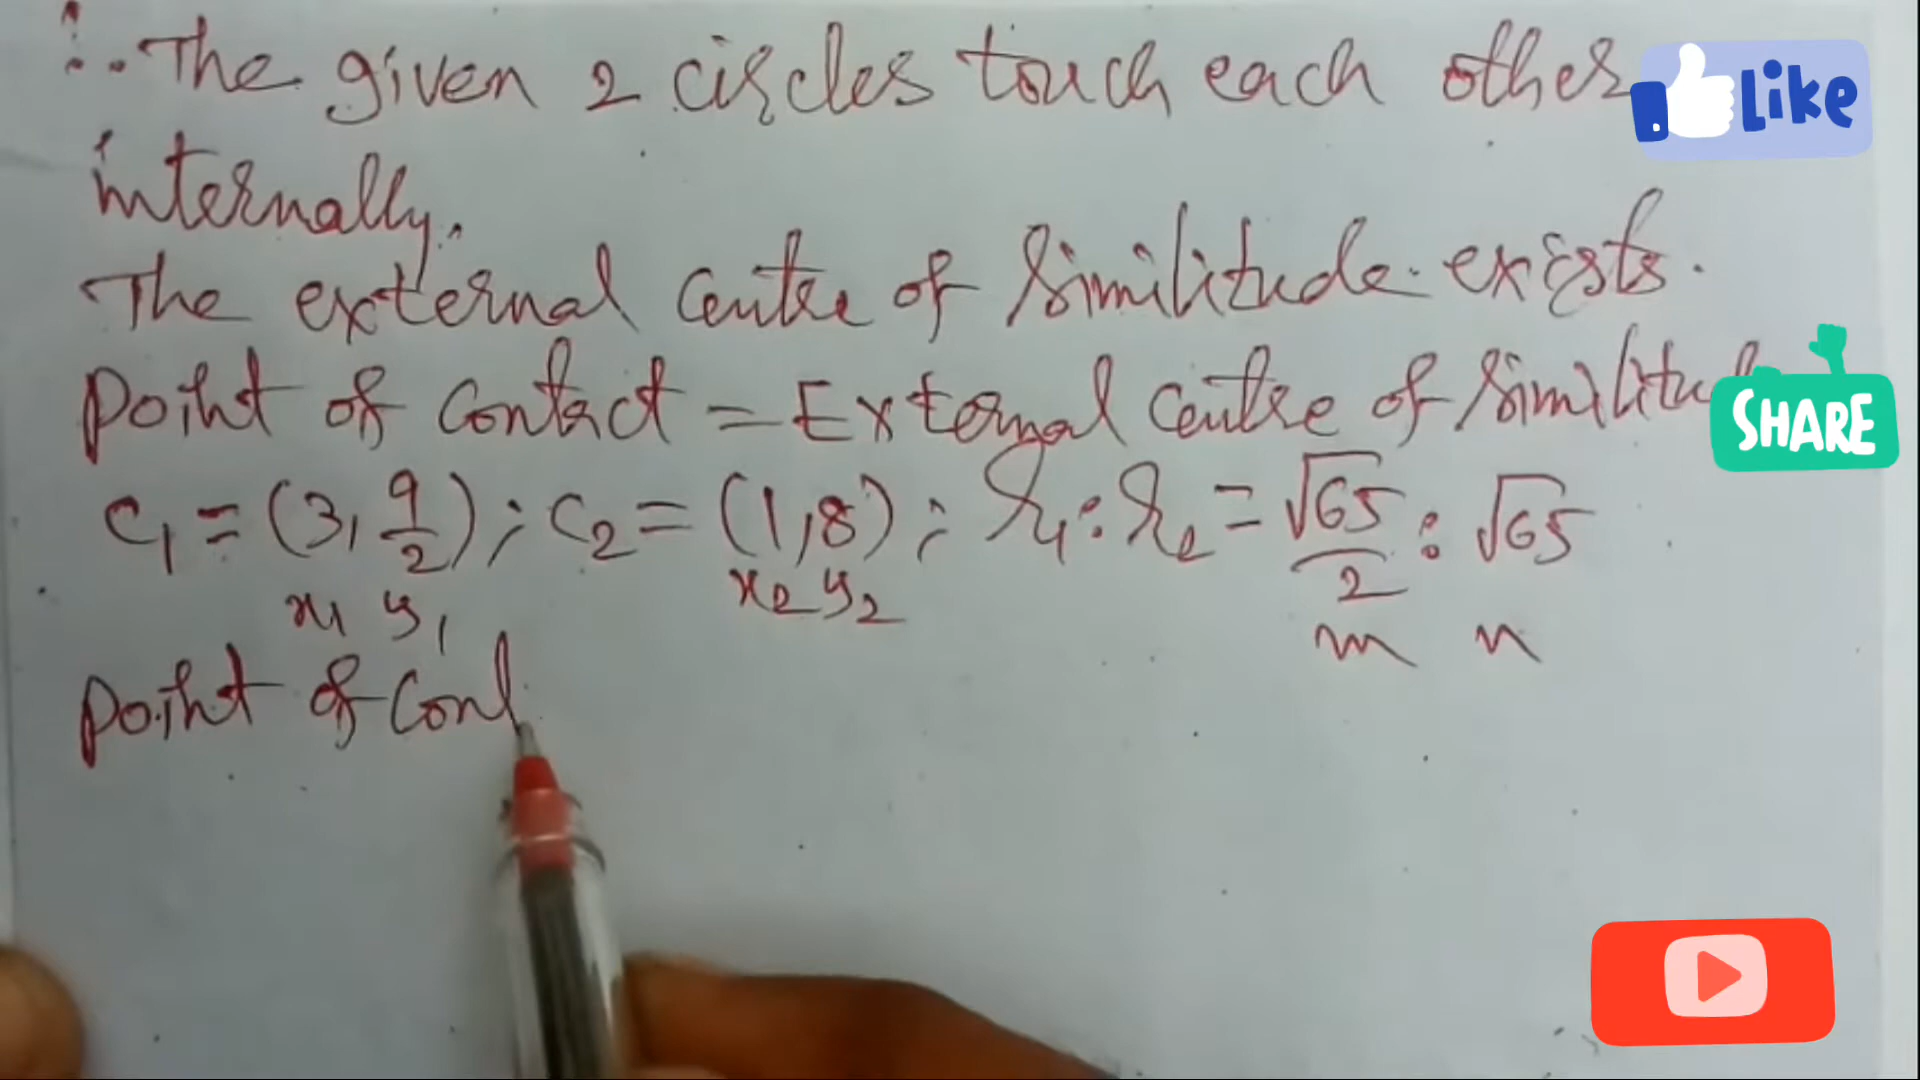 ∴ The given 2 circles touch each other
Like
internally.
The external centre of similitude exists.
Point of contact = External centre of similitud
SHARE
C₁ = (3, 9/2); C₂ = (1, 8); r₁ : r₂ = √65/2 : √65
x₁ y₁ x₂ y₂ m n
Point of Cont